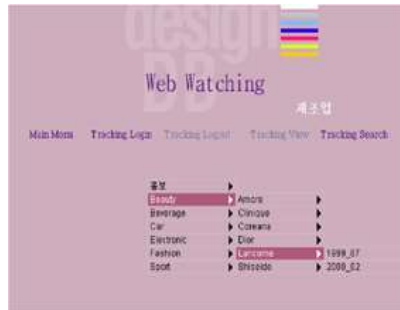 design
DB
Web Watching
제조업
Main Menu Tracking Login Tracking Logout Tracking View Tracking Search
홍보
Beauty Amore
Beverage Clinique
Car Coreana
Electronic Dior
Fashion Lancome 1999_07
Sport Shiseido 2000_02